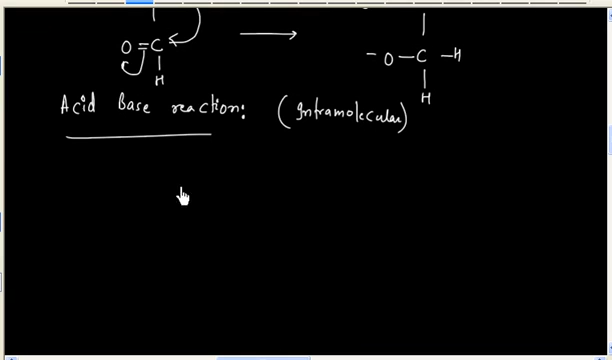 O = C
H
- O - C - H
H
Acid Base reaction: (Intramolecular)